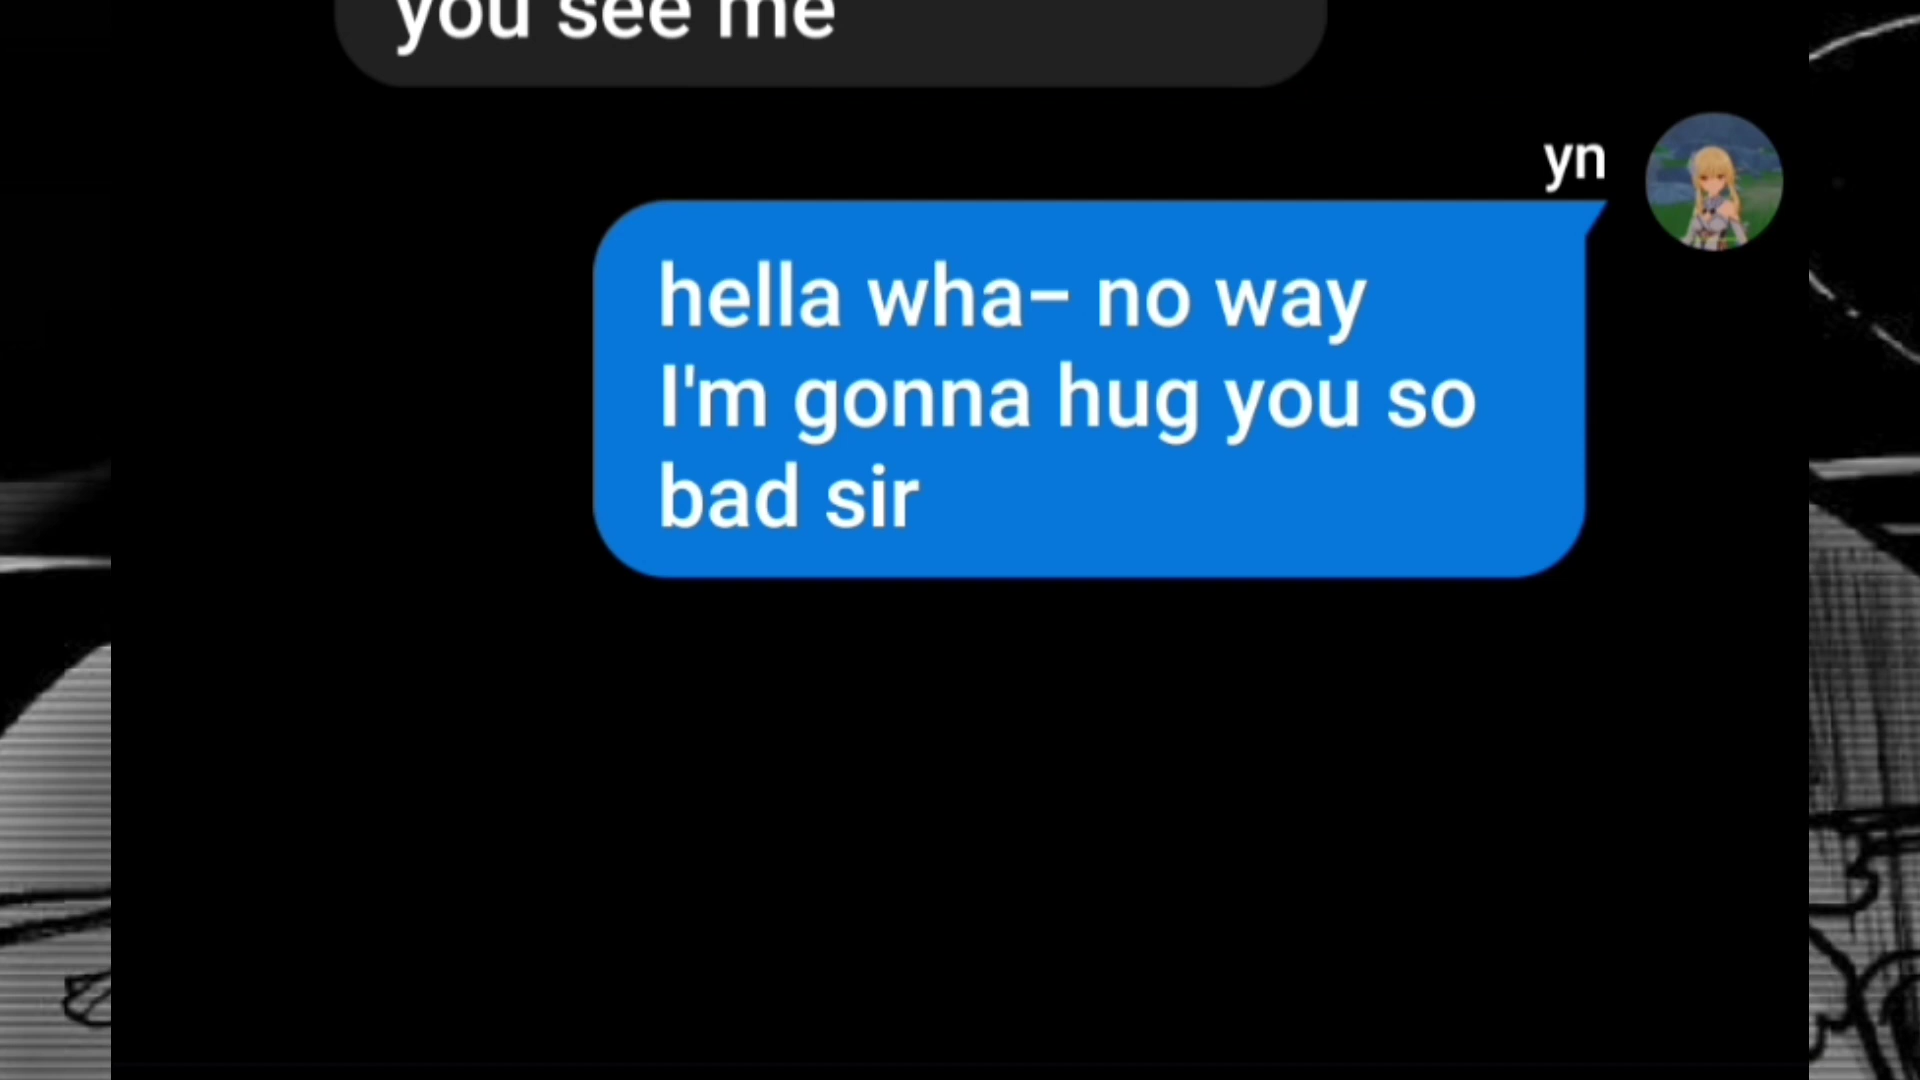 you see me
yn
hella wha– no way
I'm gonna hug you so
bad sir